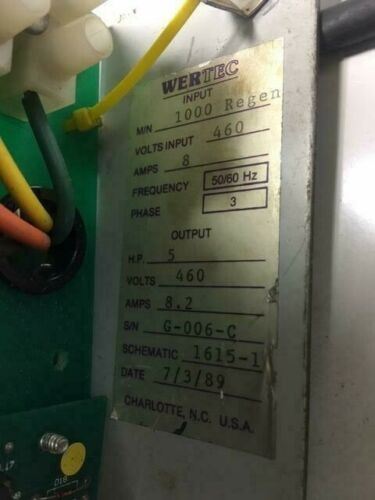 WERTEC
INPUT
M/N 1000 Regen
VOLTS INPUT 460
AMPS 8
FREQUENCY 50/60 Hz
PHASE 3
OUTPUT
H.P. 5
VOLTS 460
AMPS 8.2
S/N G-006-C
SCHEMATIC 1615-1
DATE 7/3/89
CHARLOTTE, N.C. U.S.A.
D18